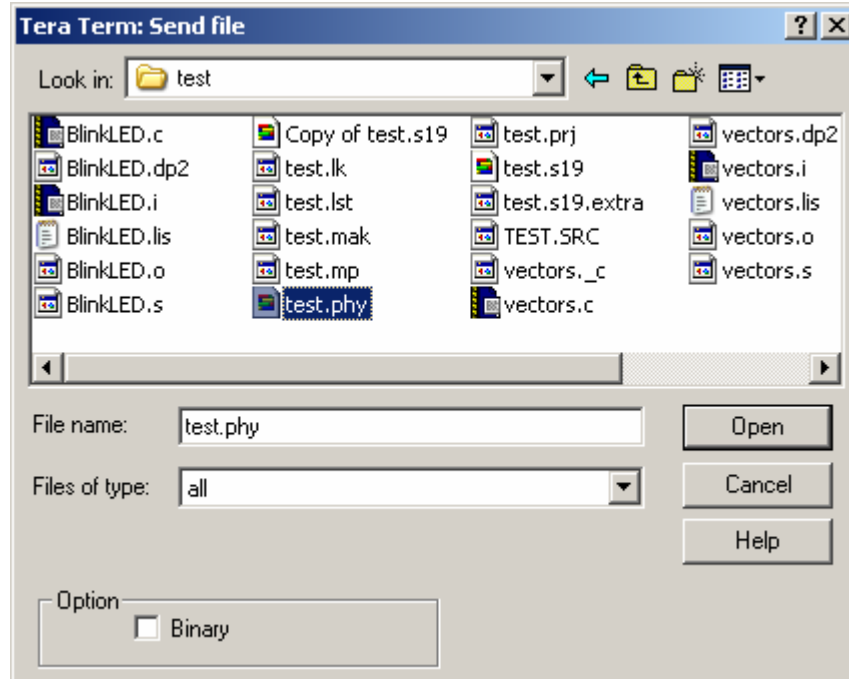 Tera Term: Send file
Look in: test
BlinkLED.c
BlinkLED.dp2
BlinkLED.i
BlinkLED.lis
BlinkLED.o
BlinkLED.s
Copy of test.s19
test.lk
test.lst
test.mak
test.mp
test.phy
test.prj
test.s19
test.s19.extra
TEST.SRC
vectors._c
vectors.c
vectors.dp2
vectors.i
vectors.lis
vectors.o
vectors.s
File name: test.phy Open
Files of type: all Cancel
Help
Option
Binary